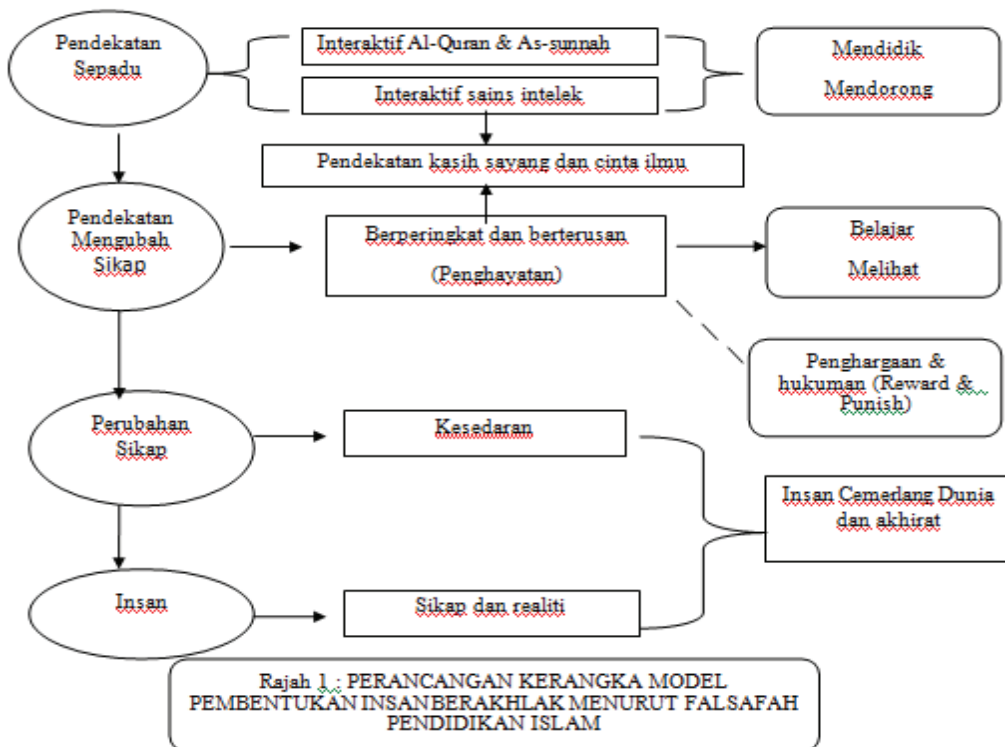 Pendekatan
Sepadu
Interaktif Al-Quran & As-sunnah
Interaktif sains intelek
Mendidik
Mendorong
Pendekatan kasih sayang dan cinta ilmu
Pendekatan
Mengubah
Sikap
Berperingkat dan berterusan
(Penghayatan)
Belajar
Melihat
Penghargaan &
hukuman (Reward &
Punish)
Perubahan
Sikap
Kesedaran
Insan Cemerlang Dunia
dan akhirat
Insan
Sikap dan realiti
Rajah 1 : PERANCANGAN KERANGKA MODEL
PEMBENTUKAN INSANBERAKHLAK MENURUT FALSAFAH
PENDIDIKAN ISLAM